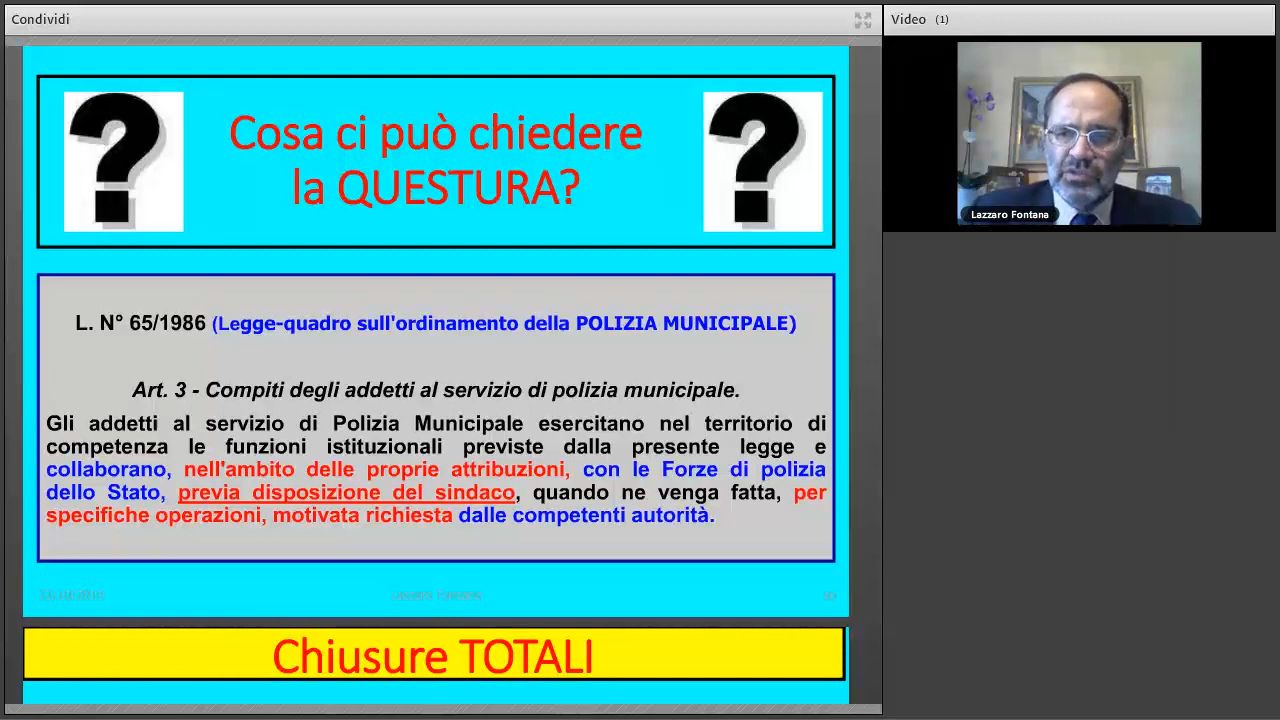 Condividi
Video (1)
Cosa ci può chiedere
la QUESTURA?
Lazzaro Fontana
L. N° 65/1986 (Legge-quadro sull'ordinamento della POLIZIA MUNICIPALE)
Art. 3 - Compiti degli addetti al servizio di polizia municipale.
Gli addetti al servizio di Polizia Municipale esercitano nel territorio di
competenza le funzioni istituzionali previste dalla presente legge e
collaborano, nell'ambito delle proprie attribuzioni, con le Forze di polizia
dello Stato, previa disposizione del sindaco, quando ne venga fatta, per
specifiche operazioni, motivata richiesta dalle competenti autorità.
Lazzaro Fontana
Chiusure TOTALI